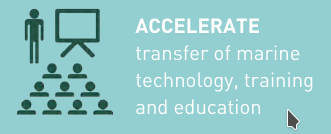 ACCELERATE
transfer of marine
technology, training
and education